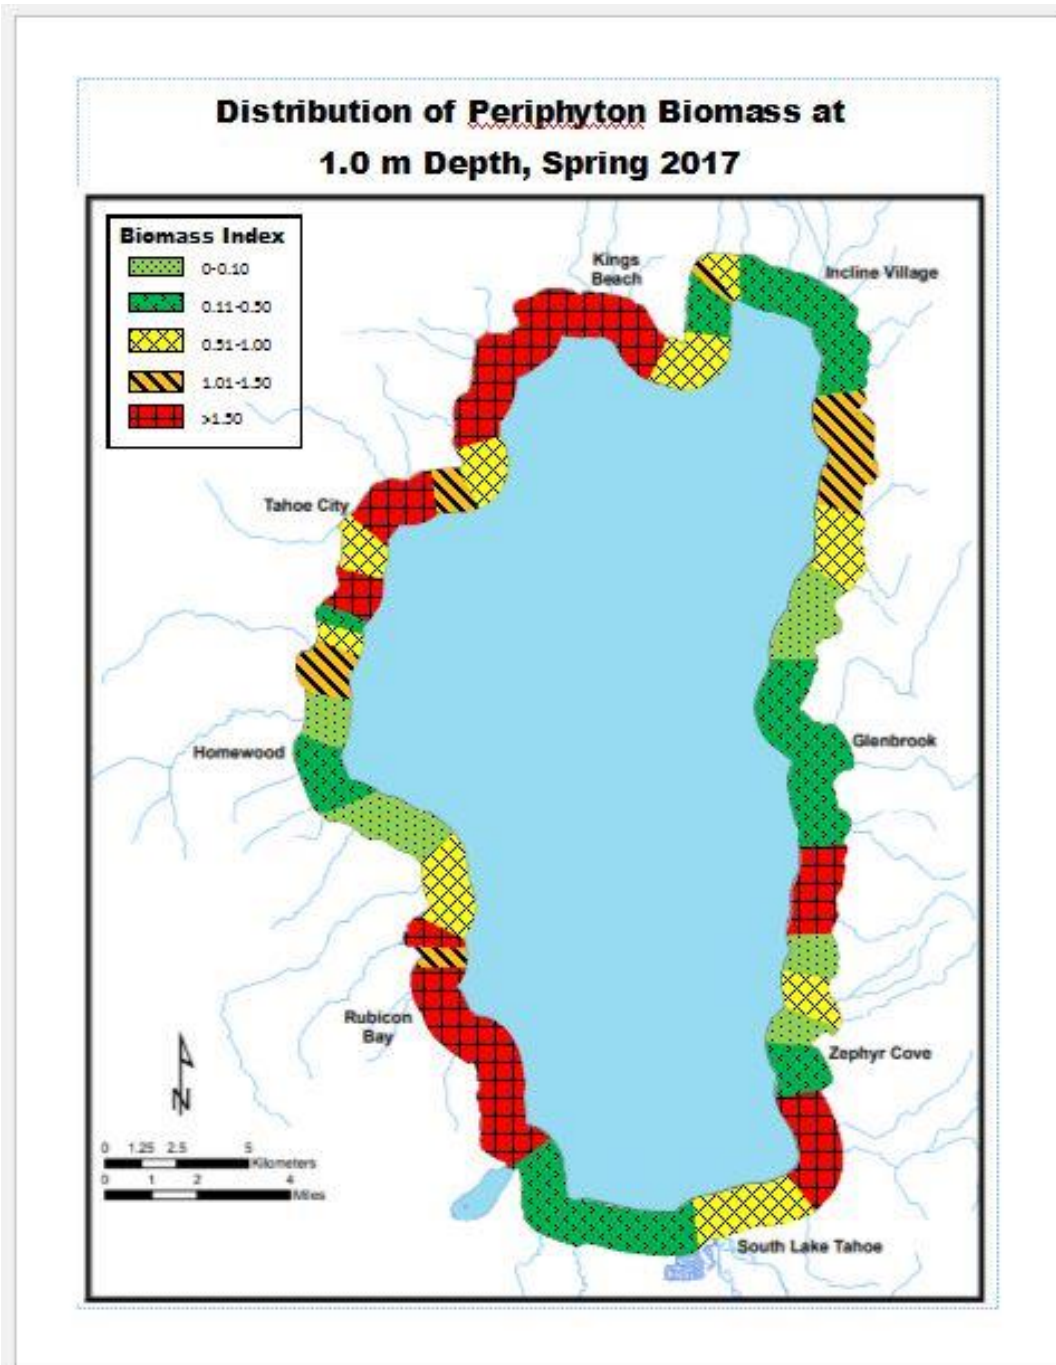 Distribution of Periphyton Biomass at
1.0 m Depth, Spring 2017
Biomass Index
0-0.10
0.11-0.50
0.51-1.00
1.01-1.50
>1.50
Kings
Beach
Incline Village
Tahoe City
Homewood
Glenbrook
Rubicon
Bay
Zephyr Cove
South Lake Tahoe
N
0 1.25 2.5 5
Kilometers
0 1 2 4
Miles